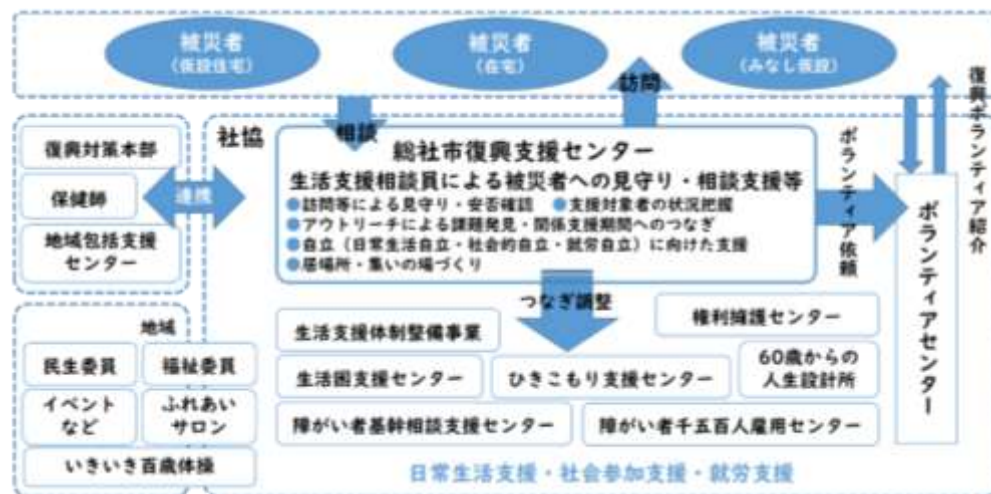 被災者
（仮設住宅）
被災者
（在宅）
被災者
（みなし仮設）
相談
訪問
復興ボランティア紹介
社協
復興対策本部
保健師
地域包括支援
センター
連携
総社市復興支援センター
生活支援相談員による被災者への見守り・相談支援等
●訪問等による見守り・安否確認　●支援対象者の状況把握
●アウトリーチによる課題発見・関係支援期間へのつなぎ
●自立（日常生活自立・社会的自立・就労自立）に向けた支援
●居場所・集いの場づくり
ボランティア依頼
ボランティアセンター
つなぎ調整
生活支援体制整備事業
権利擁護センター
生活困支援センター
ひきこもり支援センター
60歳からの
人生設計所
障がい者基幹相談支援センター
障がい者千五百人雇用センター
日常生活支援・社会参加支援・就労支援
地域
民生委員
福祉委員
イベント
など
ふれあい
サロン
いきいき百歳体操